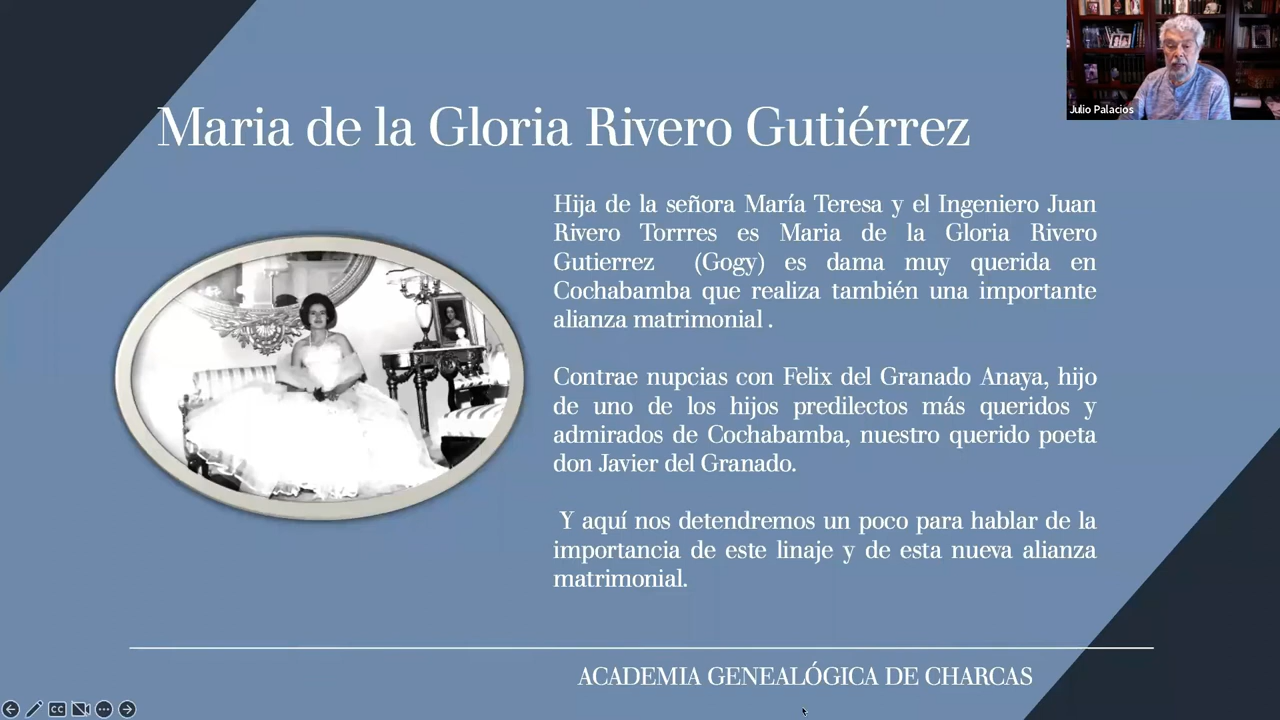 Julio Palacios
Maria de la Gloria Rivero Gutiérrez
Hija de la señora María Teresa y el Ingeniero Juan
Rivero Torrres es Maria de la Gloria Rivero
Gutierrez (Gogy) es dama muy querida en
Cochabamba que realiza también una importante
alianza matrimonial .
Contrae nupcias con Felix del Granado Anaya, hijo
de uno de los hijos predilectos más queridos y
admirados de Cochabamba, nuestro querido poeta
don Javier del Granado.
Y aquí nos detendremos un poco para hablar de la
importancia de este linaje y de esta nueva alianza
matrimonial.
ACADEMIA GENEALÓGICA DE CHARCAS
CC